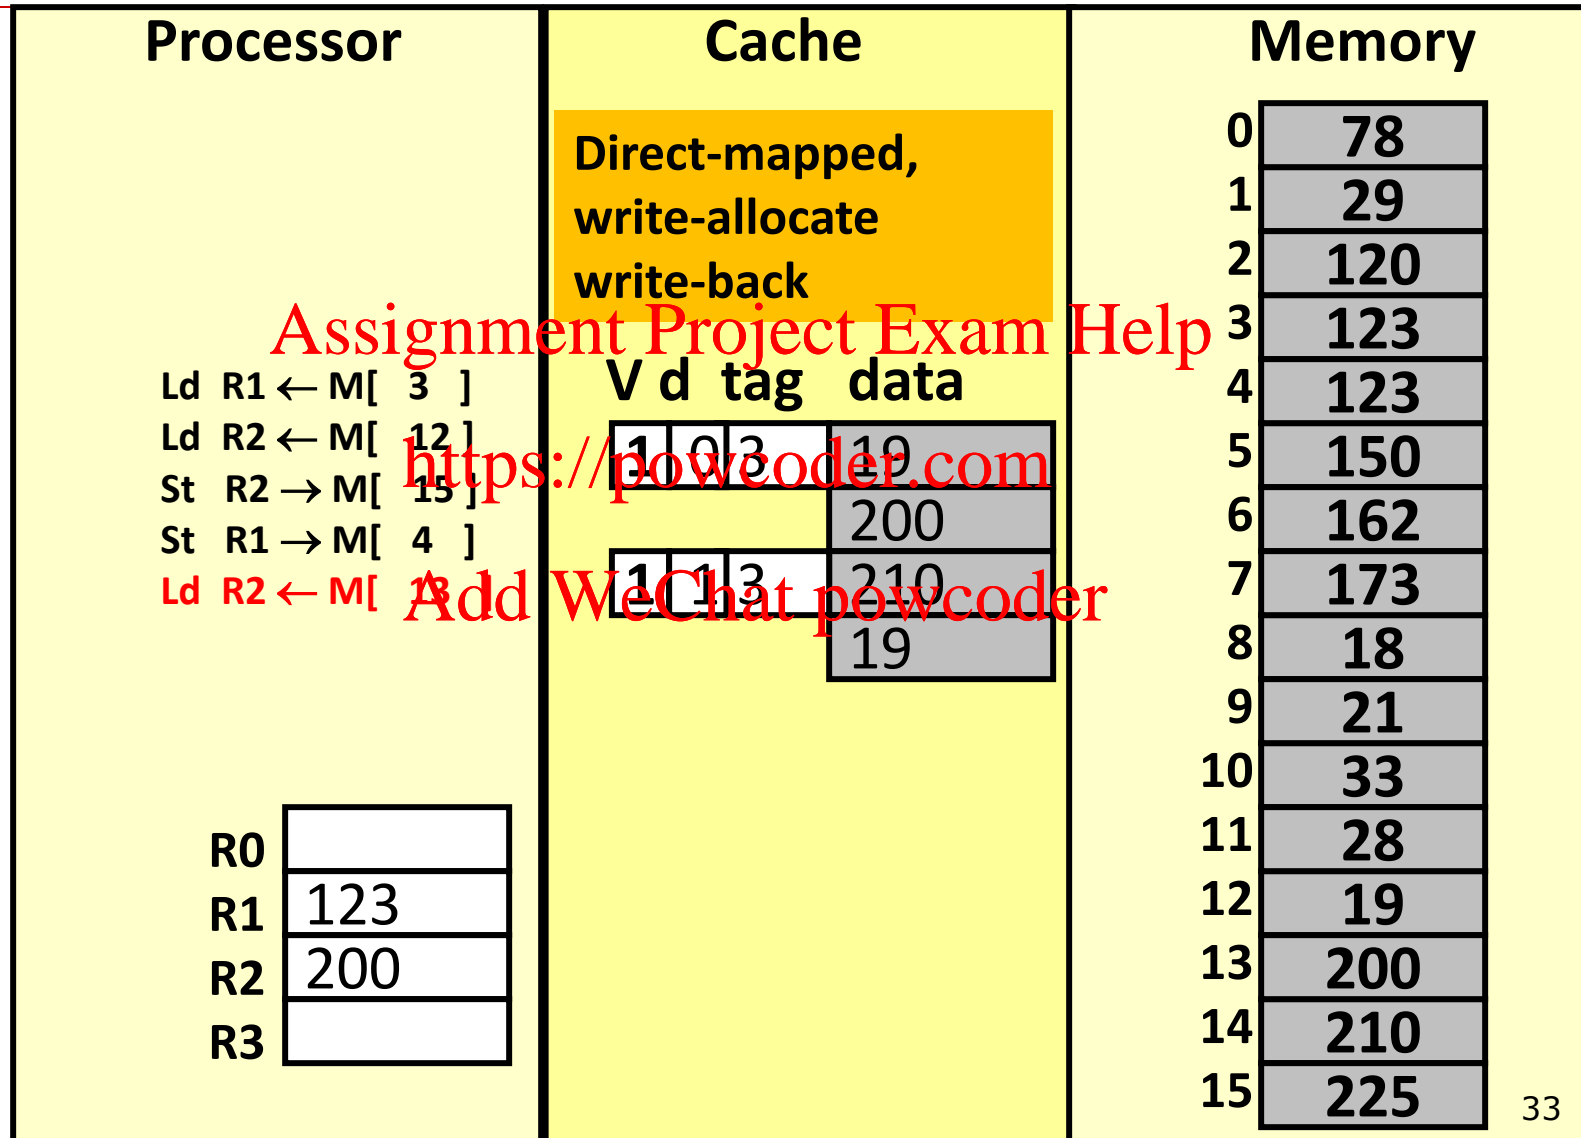 Processor
Cache
Memory
Direct-mapped,
write-allocate
write-back
Assignment Project Exam Help
Ld R1 ← M[ 3 ]
Ld R2 ← M[ 12 ]
St R2 → M[ 15 ]
St R1 → M[ 4 ]
Ld R2 ← M[ 13 ]
https://powcoder.com
Add WeChat powcoder
V d tag data
1 0 3 19
200
1 1 3 210
19
R0
R1 123
R2 200
R3
0 78
1 29
2 120
3 123
4 123
5 150
6 162
7 173
8 18
9 21
10 33
11 28
12 19
13 200
14 210
15 225
33